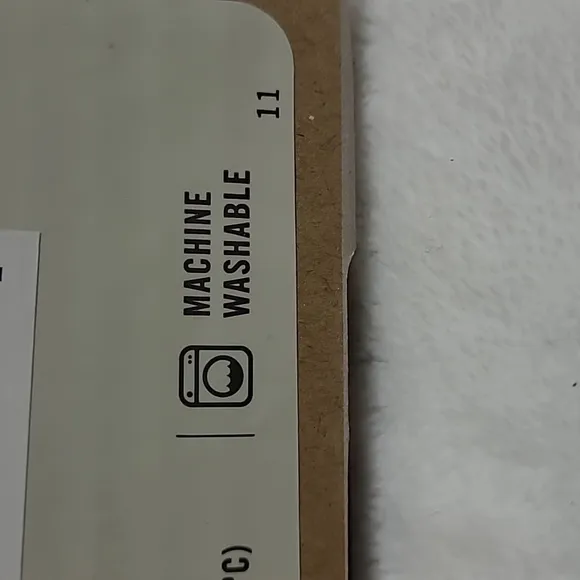 MACHINE
WASHABLE
11
C)